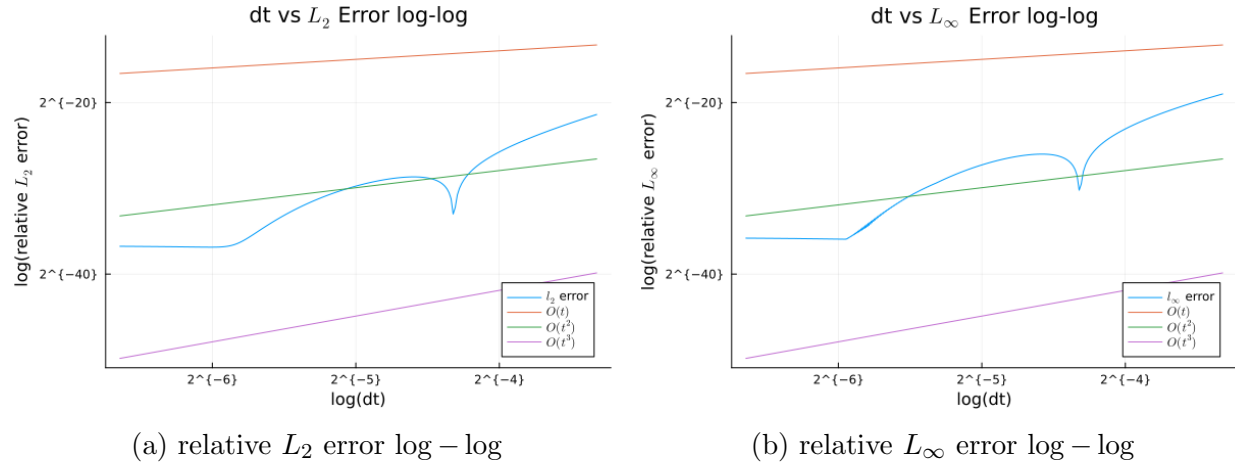 dt vs $L_2$ Error log-log
log(relative $L_2$ error)
2^{−20}
2^{−40}
2^{−6}
2^{−5}
2^{−4}
log(dt)
$l_2$ error
$O(t)$
$O(t^2)$
$O(t^3)$
(a) relative $L_2$ error log − log
dt vs $L_\infty$ Error log-log
log(relative $L_\infty$ error)
2^{−20}
2^{−40}
2^{−6}
2^{−5}
2^{−4}
log(dt)
$l_\infty$ error
$O(t)$
$O(t^2)$
$O(t^3)$
(b) relative $L_\infty$ error log − log